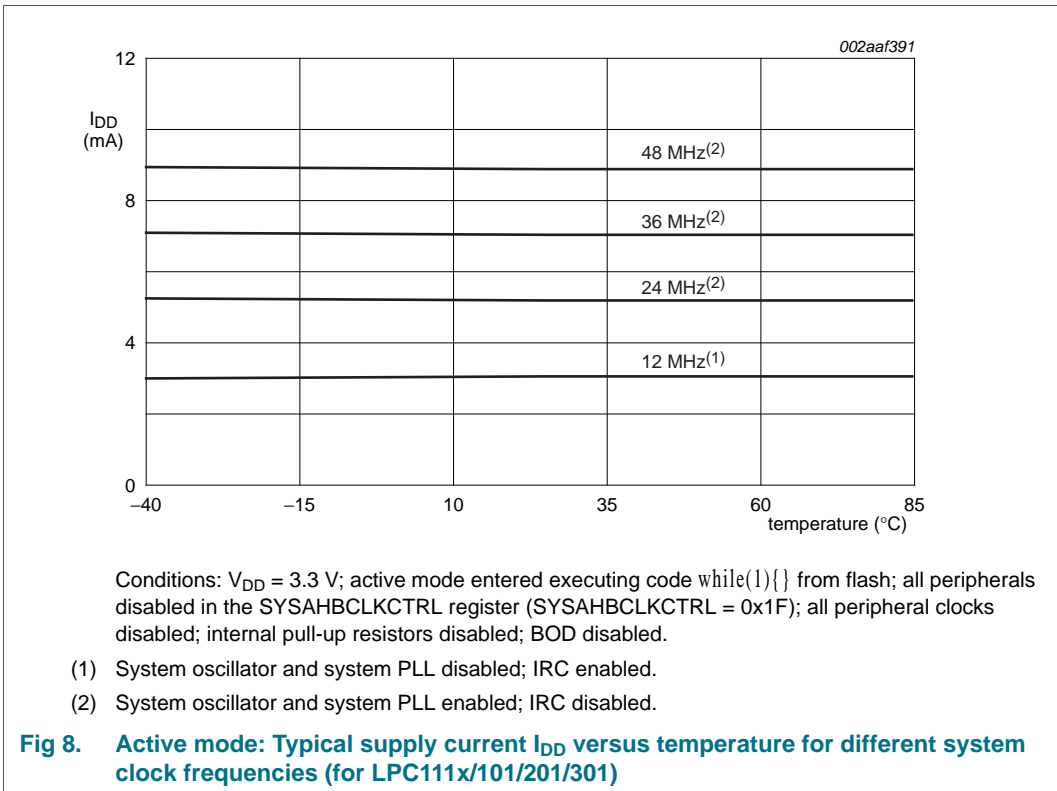 002aaf391
12
I_DD
(mA)
48 MHz(2)
8
36 MHz(2)
24 MHz(2)
4
12 MHz(1)
0
−40 −15 10 35 60 85
temperature (°C)
Conditions: V_DD = 3.3 V; active mode entered executing code while(1){} from flash; all peripherals
disabled in the SYSAHBCLKCTRL register (SYSAHBCLKCTRL = 0x1F); all peripheral clocks
disabled; internal pull-up resistors disabled; BOD disabled.
(1) System oscillator and system PLL disabled; IRC enabled.
(2) System oscillator and system PLL enabled; IRC disabled.
Fig 8. Active mode: Typical supply current I_DD versus temperature for different system
clock frequencies (for LPC111x/101/201/301)